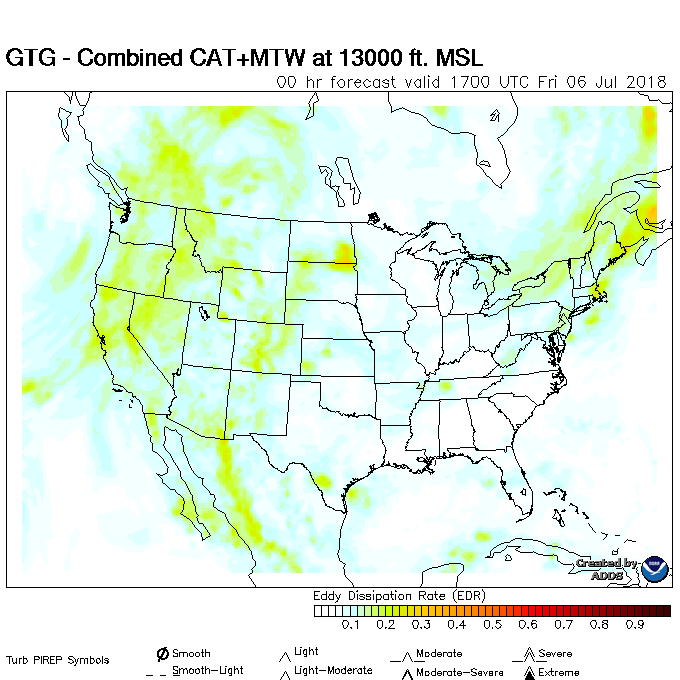 GTG - Combined CAT+MTW at 13000 ft. MSL
00 hr forecast valid 1700 UTC Fri 06 Jul 2018
Created by
ADDS
Eddy Dissipation Rate (EDR)
0.1 0.2 0.3 0.4 0.5 0.6 0.7 0.8 0.9
Turb PIREP Symbols
Smooth Light Moderate Severe
Smooth-Light Light-Moderate Moderate-Severe Extreme